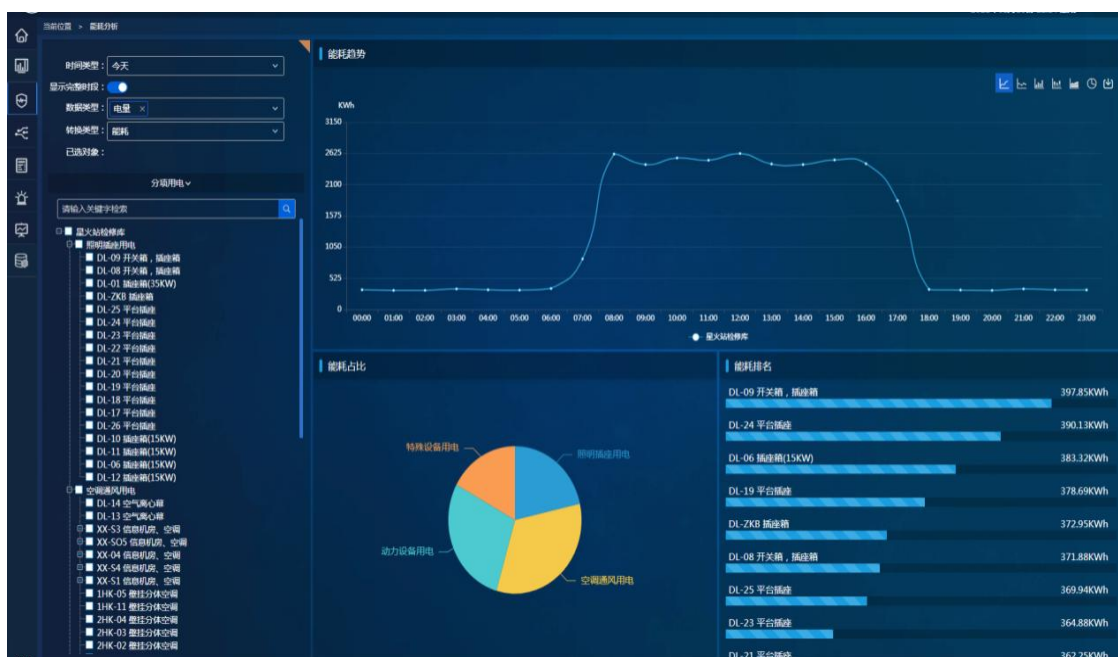 当前位置 > 能耗分析
时间类型： 今天
显示完整时段：
数据类型： 电量 ×
转换类型： 能耗
已选对象：
分项用电
请输入关键字检索
星火站检修库
照明插座用电
DL-09 开关箱，插座箱
DL-08 开关箱，插座箱
DL-01 插座箱(35KW)
DL-ZKB 插座箱
DL-25 平台插座
DL-24 平台插座
DL-23 平台插座
DL-22 平台插座
DL-21 平台插座
DL-20 平台插座
DL-19 平台插座
DL-18 平台插座
DL-17 平台插座
DL-26 平台插座
DL-10 插座箱(15KW)
DL-11 插座箱(15KW)
DL-06 插座箱(15KW)
DL-12 插座箱(15KW)
空调通风用电
DL-14 空气离心幕
DL-13 空气离心幕
XX-S3 信息机房、空调
XX-SO5 信息机房、空调
XX-04 信息机房、空调
XX-S4 信息机房、空调
XX-S1 信息机房、空调
1HK-05 壁挂分体空调
1HK-11 壁挂分体空调
2HK-04 壁挂分体空调
2HK-03 壁挂分体空调
2HK-02 壁挂分体空调
能耗趋势
KWh
3150
2625
2100
1575
1050
525
0
00:00 01:00 02:00 03:00 04:00 05:00 06:00 07:00 08:00 09:00 10:00 11:00 12:00 13:00 14:00 15:00 16:00 17:00 18:00 19:00 20:00 21:00 22:00 23:00
星火站检修库
能耗占比
特殊设备用电
照明插座用电
动力设备用电
空调通风用电
能耗排名
DL-09 开关箱，插座箱 397.85KWh
DL-24 平台插座 390.13KWh
DL-06 插座箱(15KW) 383.32KWh
DL-19 平台插座 378.69KWh
DL-ZKB 插座箱 372.95KWh
DL-08 开关箱，插座箱 371.88KWh
DL-25 平台插座 369.94KWh
DL-23 平台插座 364.88KWh
DL-21 平台插座 362.25KWh